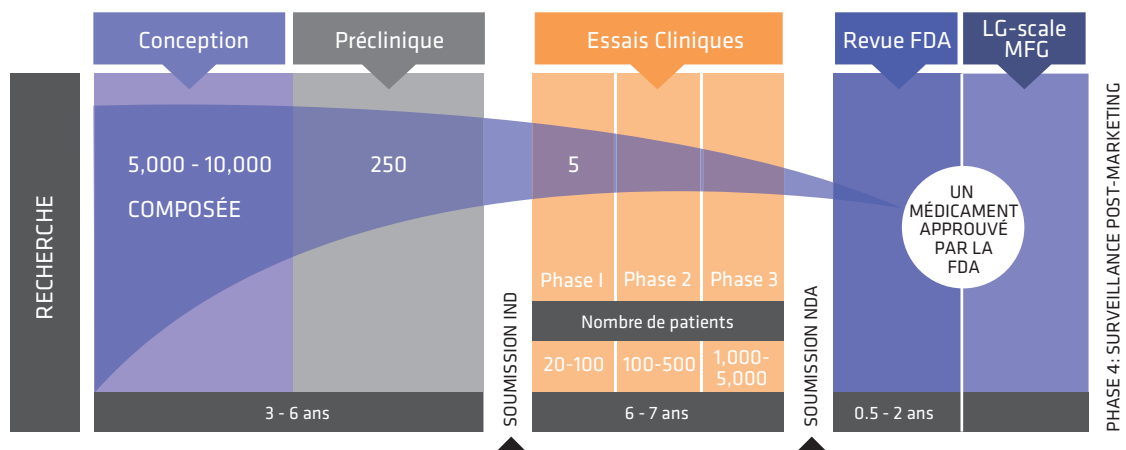 Conception
Préclinique
Essais Cliniques
Revue FDA
LG-scale
MFG
RECHERCHE
5,000 - 10,000
COMPOSÉE
250
5
UN
MÉDICAMENT
APPROUVÉ
PAR LA
FDA
Phase I
Phase 2
Phase 3
Nombre de patients
20-100
100-500
1,000-
5,000
SOUMISSION IND
SOUMISSION NDA
PHASE 4: SURVEILLANCE POST-MARKETING
3 - 6 ans
6 - 7 ans
0.5 - 2 ans